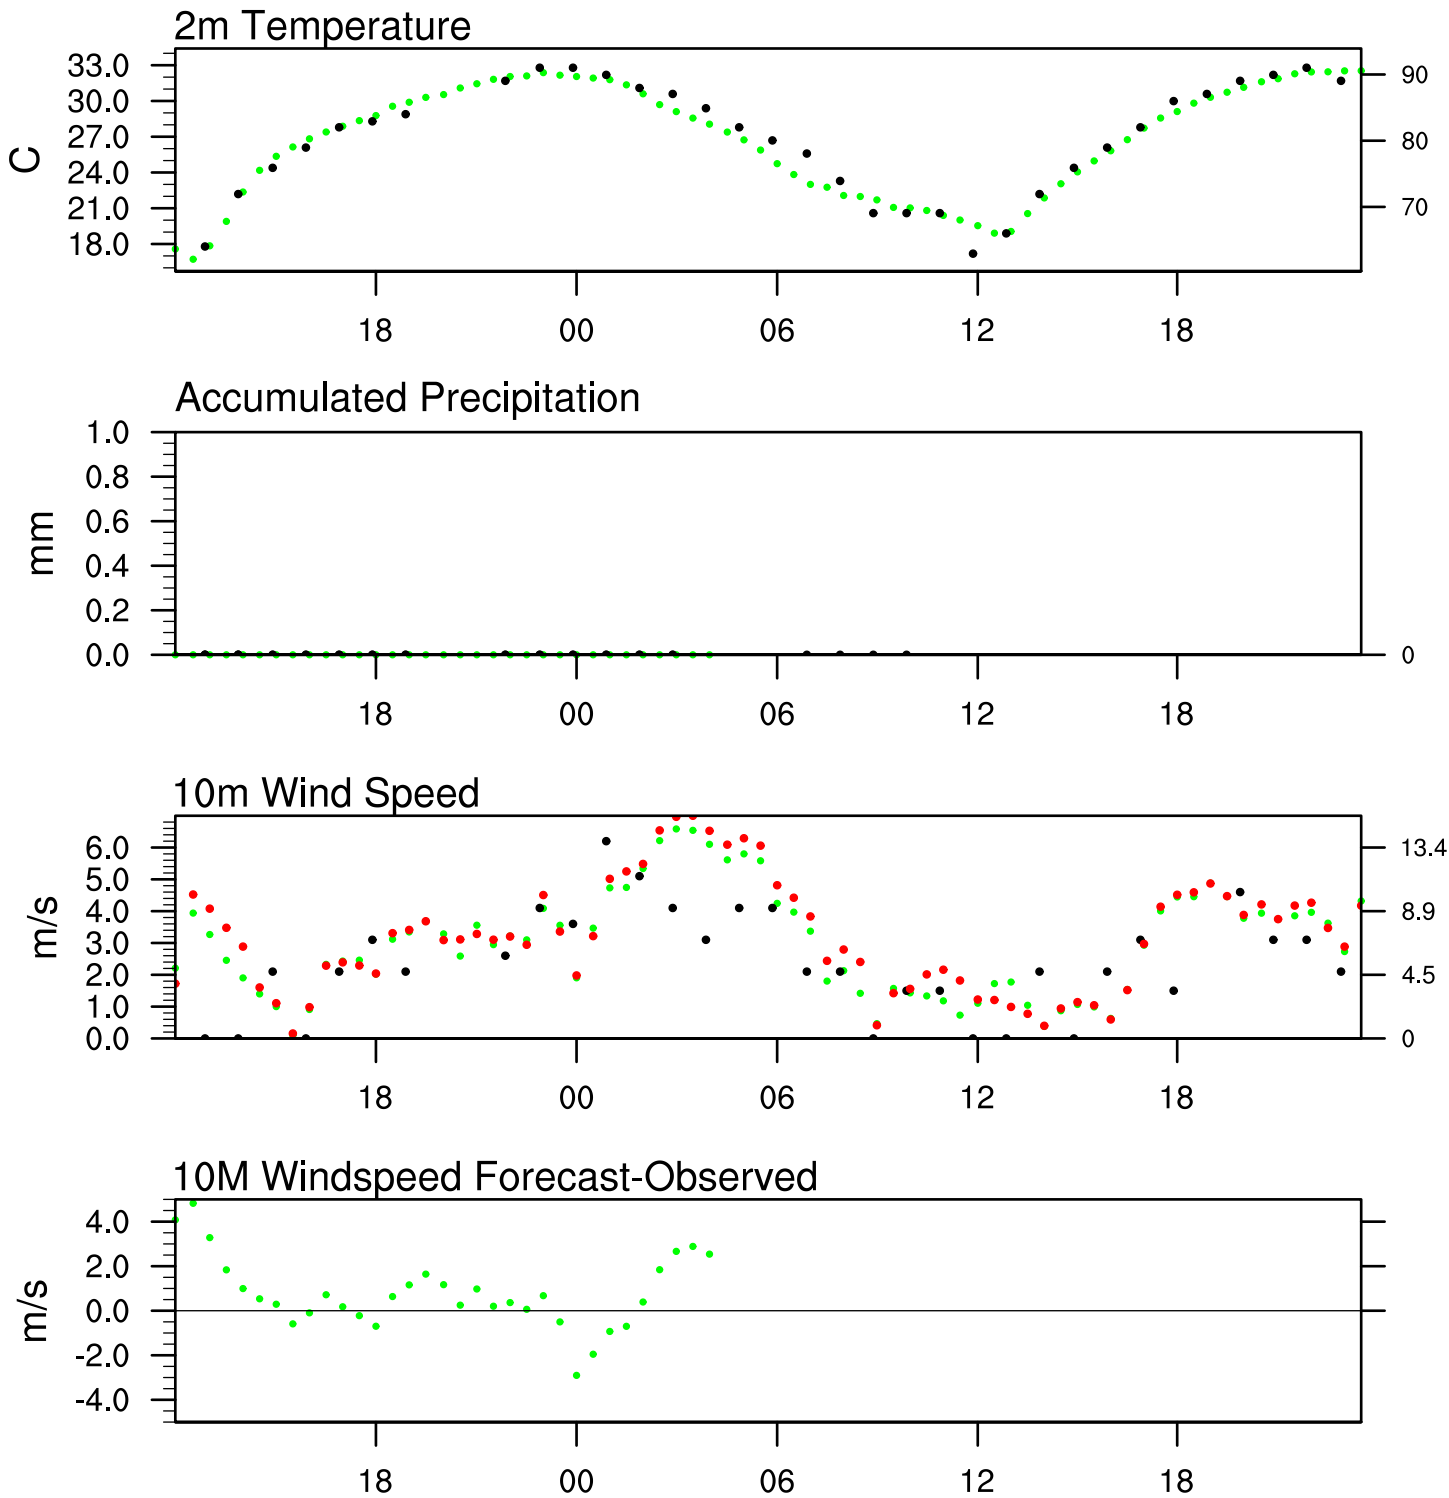 2m Temperature
33.0
30.0
27.0
24.0
21.0
18.0
C
90
80
70
18 00 06 12 18
Accumulated Precipitation
1.0
0.8
0.6
0.4
0.2
0.0
mm
0
18 00 06 12 18
10m Wind Speed
6.0
5.0
4.0
3.0
2.0
1.0
0.0
m/s
13.4
8.9
4.5
0
18 00 06 12 18
10M Windspeed Forecast-Observed
4.0
2.0
0.0
-2.0
-4.0
m/s
18 00 06 12 18